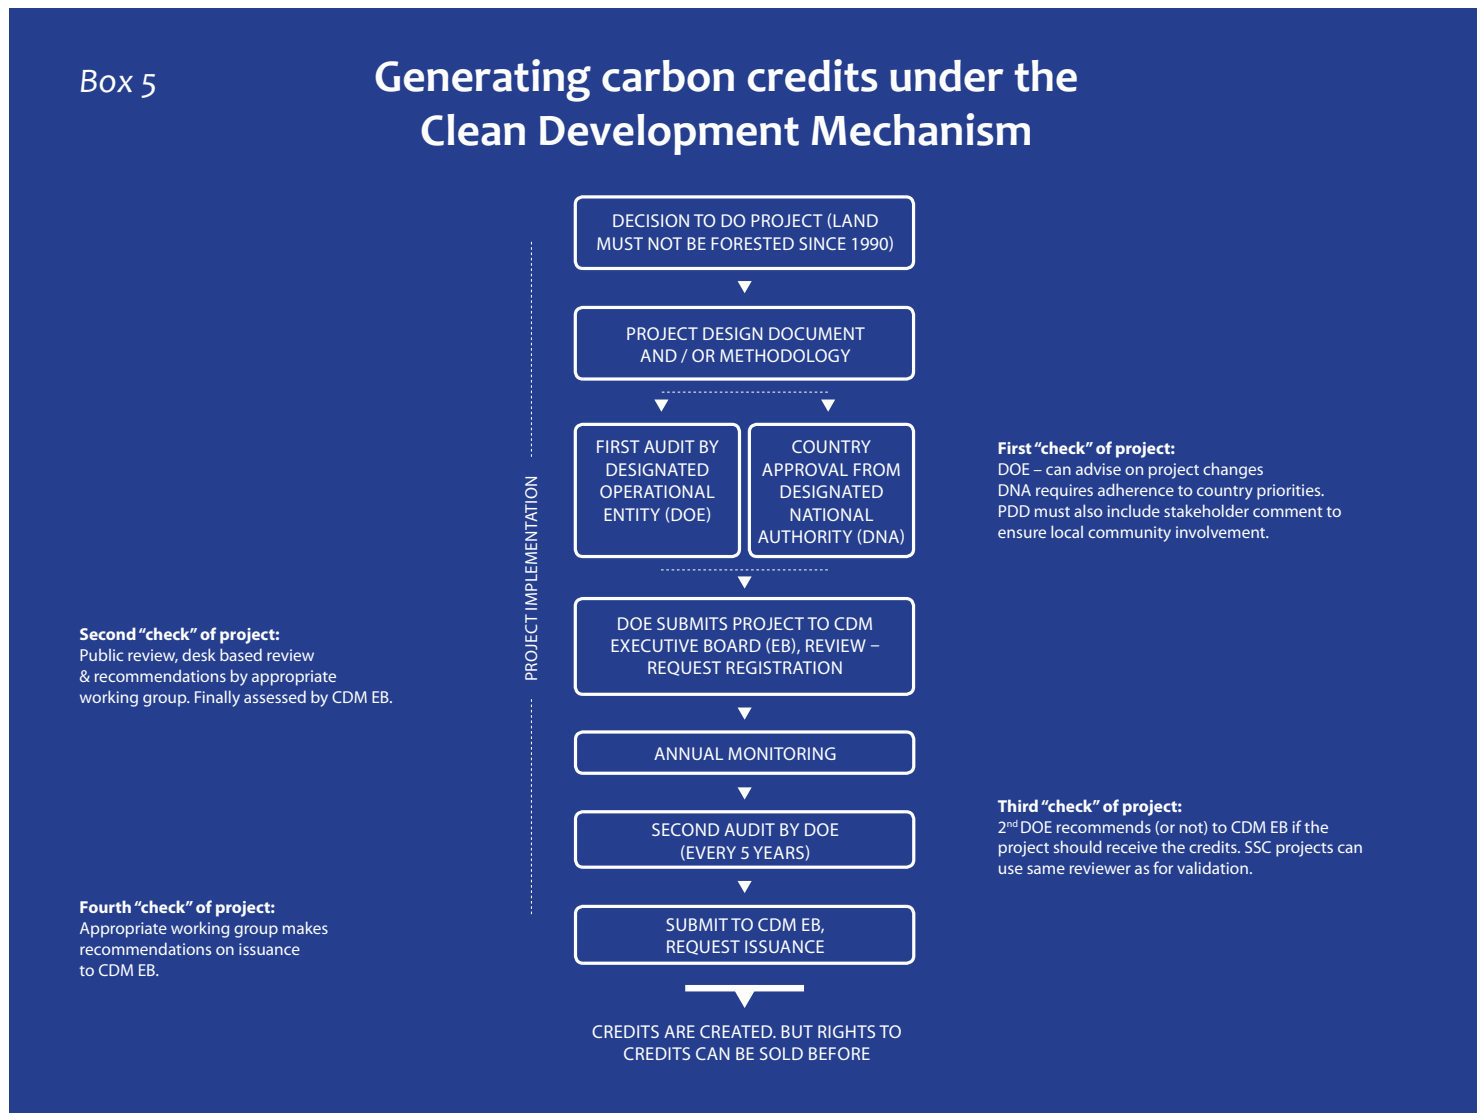 Box 5
Generating carbon credits under the
Clean Development Mechanism
DECISION TO DO PROJECT (LAND
MUST NOT BE FORESTED SINCE 1990)
PROJECT DESIGN DOCUMENT
AND / OR METHODOLOGY
FIRST AUDIT BY
DESIGNATED
OPERATIONAL
ENTITY (DOE)
COUNTRY
APPROVAL FROM
DESIGNATED
NATIONAL
AUTHORITY (DNA)
First “check” of project:
DOE – can advise on project changes
DNA requires adherence to country priorities.
PDD must also include stakeholder comment to
ensure local community involvement.
PROJECT IMPLEMENTATION
DOE SUBMITS PROJECT TO CDM
EXECUTIVE BOARD (EB), REVIEW –
REQUEST REGISTRATION
Second “check” of project:
Public review, desk based review
& recommendations by appropriate
working group. Finally assessed by CDM EB.
ANNUAL MONITORING
SECOND AUDIT BY DOE
(EVERY 5 YEARS)
Third “check” of project:
2nd DOE recommends (or not) to CDM EB if the
project should receive the credits. SSC projects can
use same reviewer as for validation.
SUBMIT TO CDM EB,
REQUEST ISSUANCE
Fourth “check” of project:
Appropriate working group makes
recommendations on issuance
to CDM EB.
CREDITS ARE CREATED. BUT RIGHTS TO
CREDITS CAN BE SOLD BEFORE